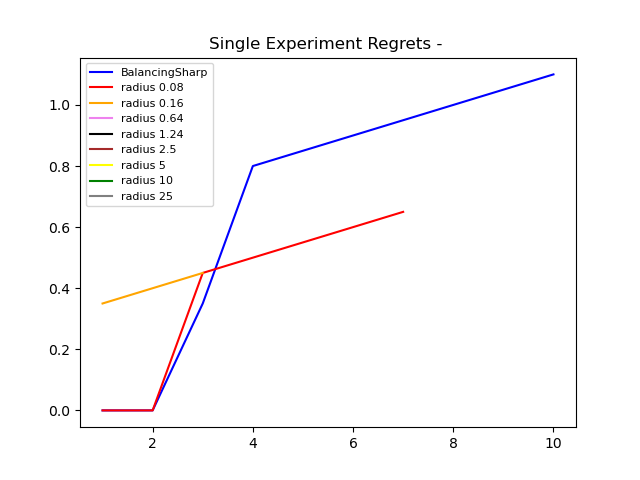 Single Experiment Regrets -
BalancingSharp
radius 0.08
radius 0.16
radius 0.64
radius 1.24
radius 2.5
radius 5
radius 10
radius 25
1.0
0.8
0.6
0.4
0.2
0.0
2 4 6 8 10